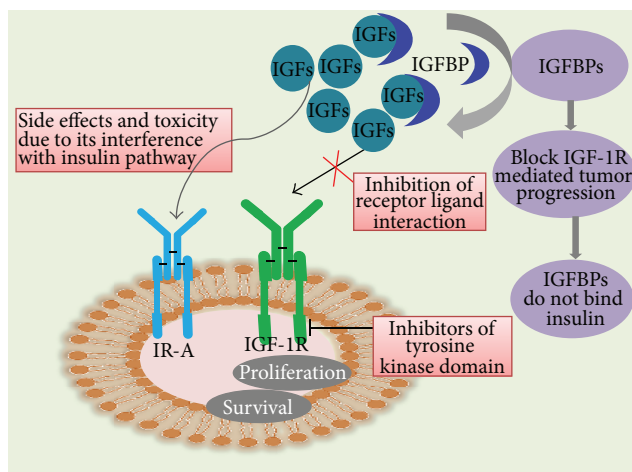 IGFs
IGFs
IGFs
IGFBP
IGFs
IGFs
IGFs
IGFBPs
Side effects and toxicity
due to its interference
with insulin pathway
Inhibition of
receptor ligand
interaction
Block IGF-1R
mediated tumor
progression
IGFBPs
do not bind
insulin
IR-A
IGF-1R
Proliferation
Survival
Inhibitors of
tyrosine
kinase domain